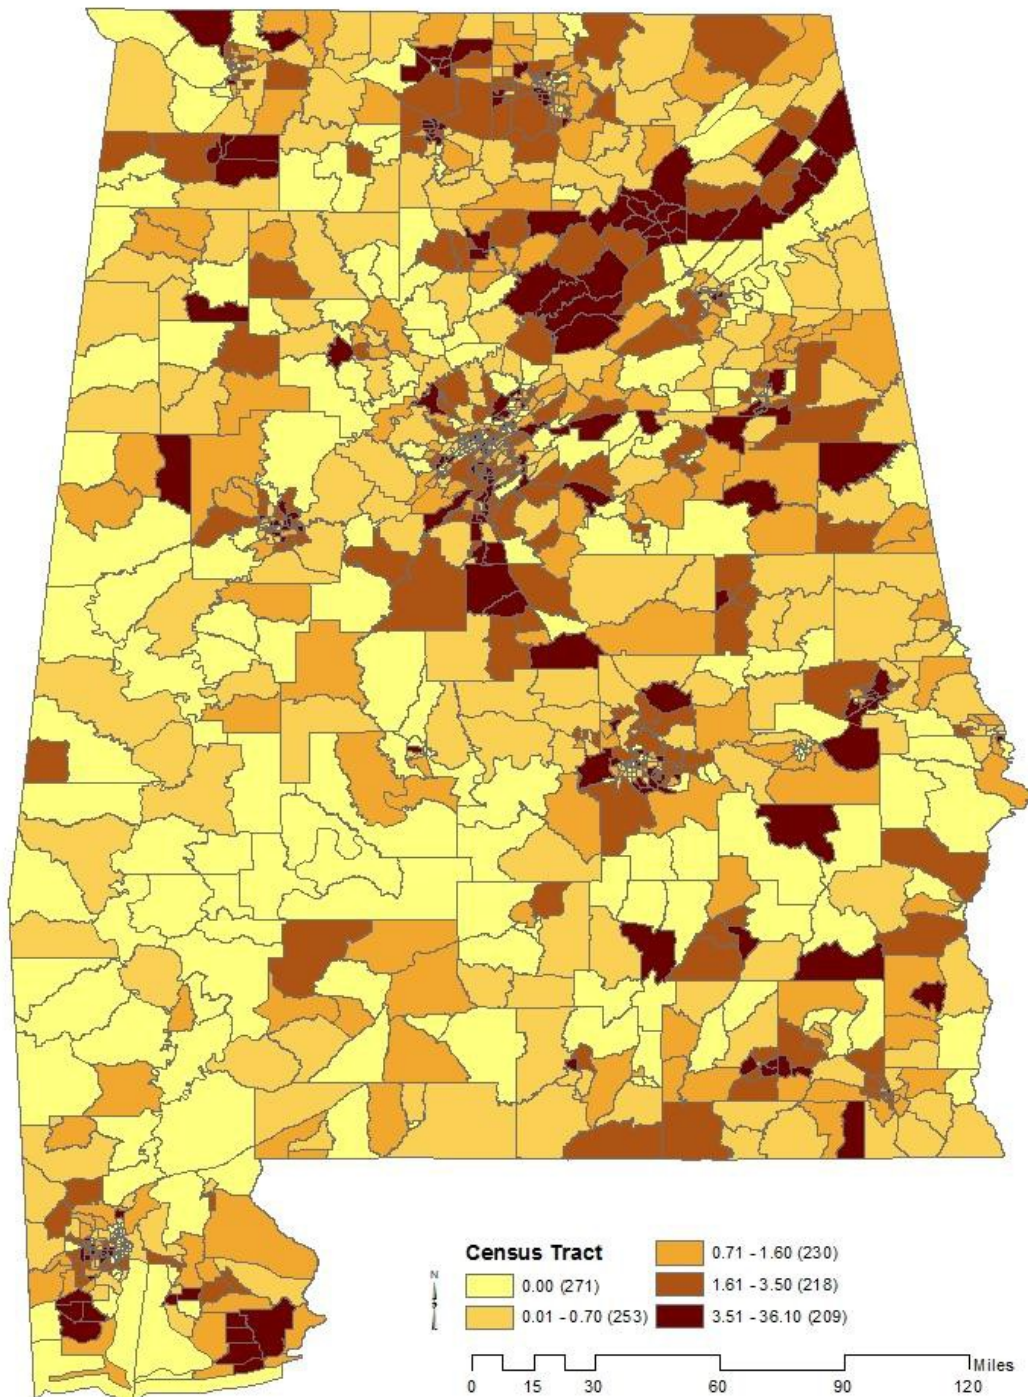 Census Tract
0.00 (271)
0.01 - 0.70 (253)
0.71 - 1.60 (230)
1.61 - 3.50 (218)
3.51 - 36.10 (209)
N
Miles
0 15 30 60 90 120